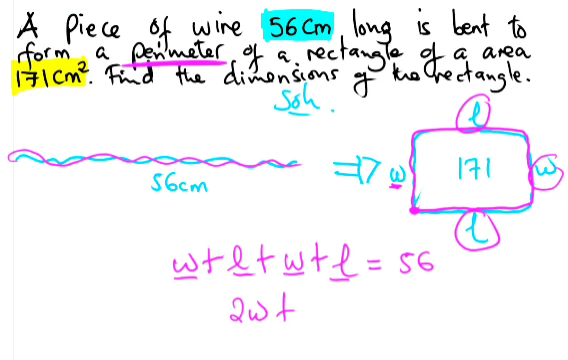 A piece of wire 56cm long is bent to
form a perimeter of a rectangle of a area
171cm². Find the dimensions of the rectangle.
Soln.
l
56cm ⇒ w 171 w
l
w + l + w + l = 56
2w +